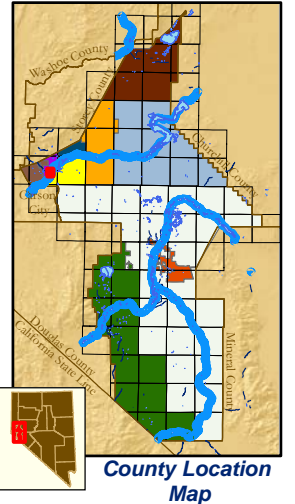 Washoe County
Storey County
Churchill County
Carson
City
Douglas County
California State Line
Mineral County
County Location
Map